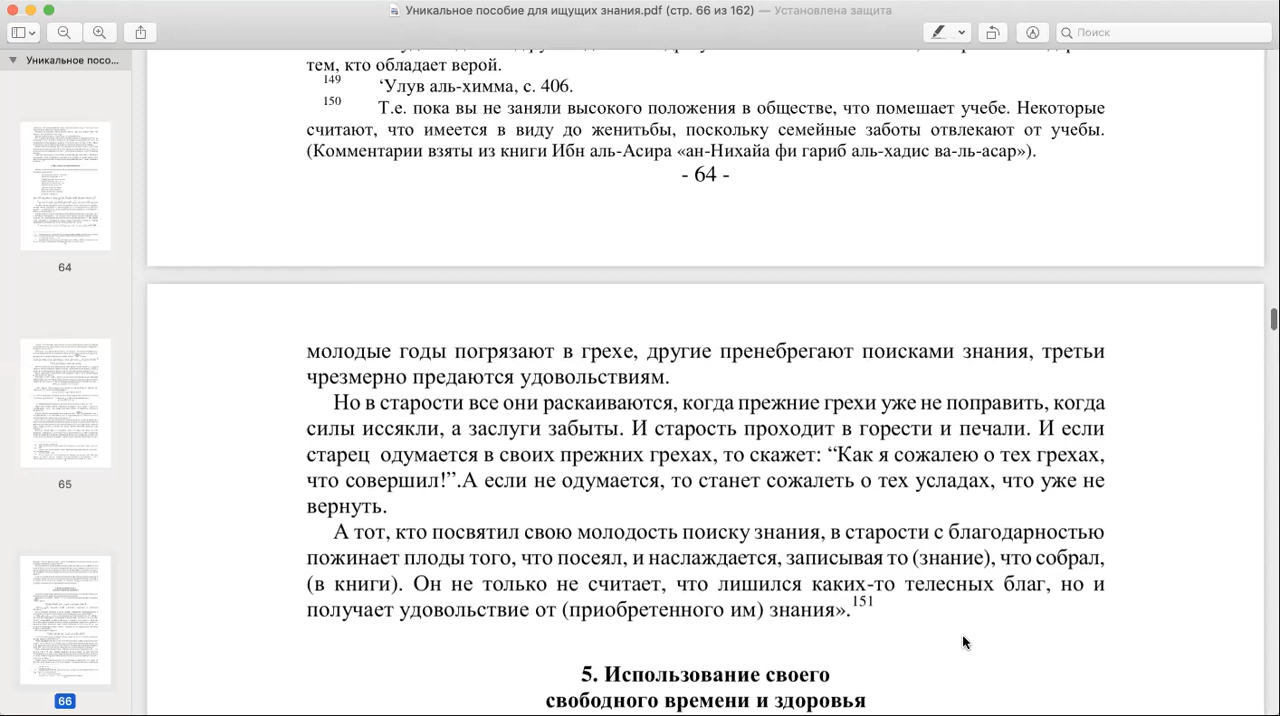 Уникальное пособие для ищущих знания.pdf (стр. 66 из 162) — Установлена защита
Поиск
Уникальное посо...
тем, кто обладает верой.
149 ‘Улув аль-химма, с. 406.
150 Т.е. пока вы не заняли высокого положения в обществе, что помешает учебе. Некоторые
считают, что имеется в виду до женитьбы, поскольку семейные заботы отвлекают от учебы.
(Комментарии взяты из книги Ибн аль-Асира «ан-Нихайа фи гариб аль-хадис ва-ль-асар»).
- 64 -
64
молодые годы погрязают в грехе, другие пренебрегают поисками знания, третьи
чрезмерно предаются удовольствиям.
Но в старости все они раскаиваются, когда прежние грехи уже не поправить, когда
силы иссякли, а заслуги забыты. И старость проходит в горести и печали. И если
старец одумается в своих прежних грехах, то скажет: “Как я сожалею о тех грехах,
что совершил!”.А если не одумается, то станет сожалеть о тех усладах, что уже не
вернуть.
65
А тот, кто посвятил свою молодость поиску знания, в старости с благодарностью
пожинает плоды того, что посеял, и наслаждается, записывая то (знание), что собрал,
(в книги). Он не только не считает, что лишился каких-то телесных благ, но и
получает удовольствие от (приобретенного им) знания».151
5. Использование своего
свободного времени и здоровья
66